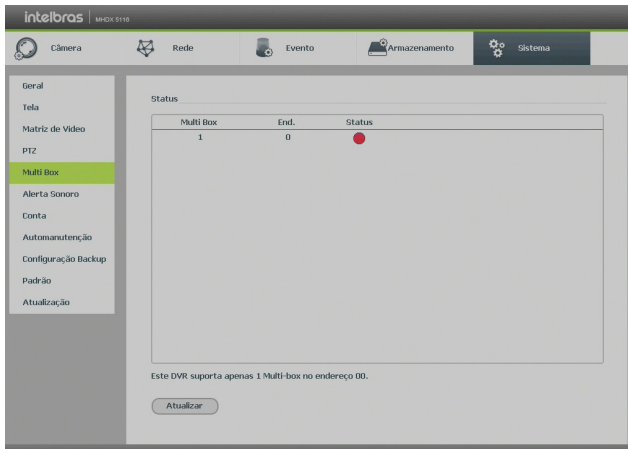 intelbras MHDX 5116
Câmera Rede Evento Armazenamento Sistema
Geral
Tela
Matriz de Vídeo
PTZ
Multi Box
Alerta Sonoro
Conta
Automanutenção
Configuração Backup
Padrão
Atualização
Status
Multi Box End. Status
1 0
Este DVR suporta apenas 1 Multi-box no endereço 00.
Atualizar